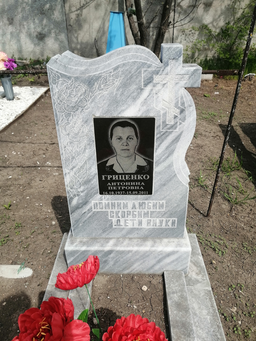 ГРИЦЕНКО
АНТОНИНА
ПЕТРОВНА
ПОМНИМ ЛЮБИМ
СКОРБИМ
ДЕТИ ВНУКИ